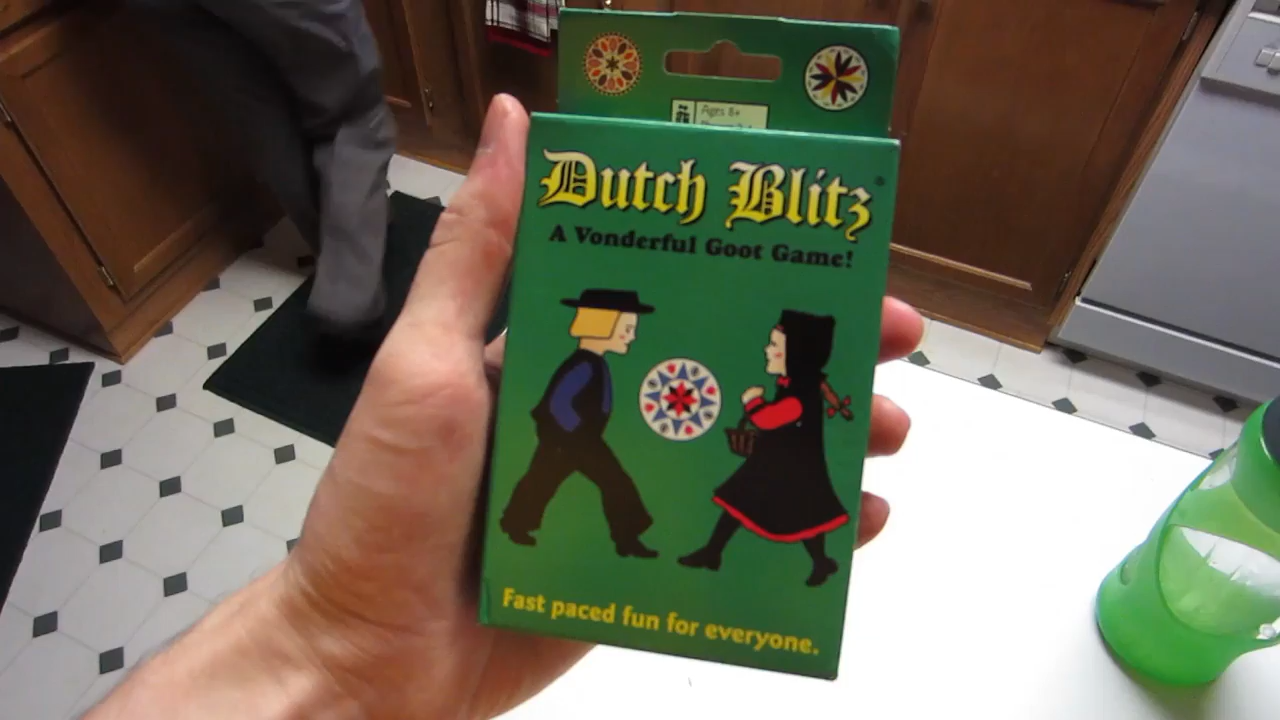 Ages 8+
Dutch Blitz®
A Vonderful Goot Game!
Fast paced fun for everyone.